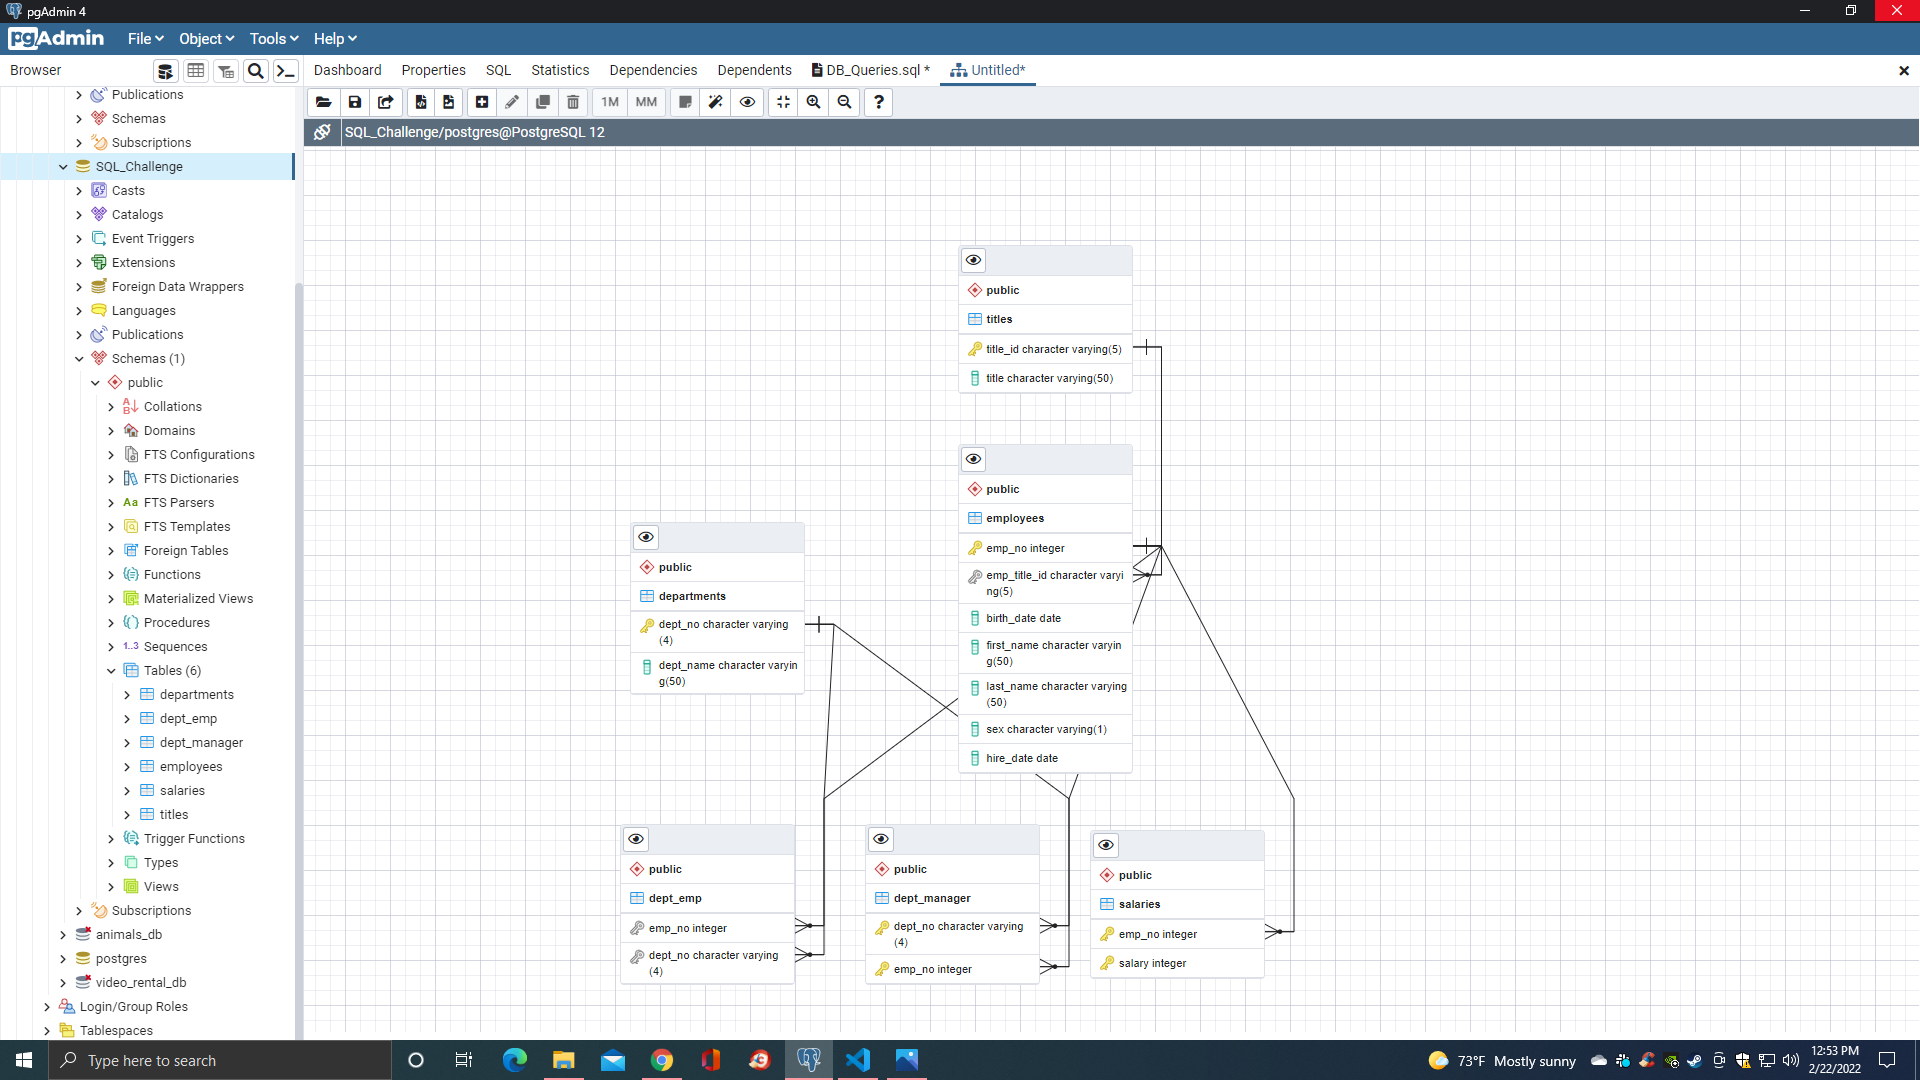 pgAdmin 4
pgAdmin File Object Tools Help
Browser
Dashboard Properties SQL Statistics Dependencies Dependents DB_Queries.sql * Untitled*
1M MM ?
SQL_Challenge/postgres@PostgreSQL 12
Publications
Schemas
Subscriptions
SQL_Challenge
Casts
Catalogs
Event Triggers
Extensions
Foreign Data Wrappers
Languages
Publications
Schemas (1)
public
Collations
Domains
FTS Configurations
FTS Dictionaries
Aa FTS Parsers
FTS Templates
Foreign Tables
Functions
Materialized Views
Procedures
1..3 Sequences
Tables (6)
departments
dept_emp
dept_manager
employees
salaries
titles
Trigger Functions
Types
Views
Subscriptions
animals_db
postgres
video_rental_db
Login/Group Roles
Tablespaces
public
titles
title_id character varying(5)
title character varying(50)
public
employees
emp_no integer
emp_title_id character varyi
ng(5)
birth_date date
first_name character varyin
g(50)
last_name character varying
(50)
sex character varying(1)
hire_date date
public
departments
dept_no character varying
(4)
dept_name character varyin
g(50)
public
dept_emp
emp_no integer
dept_no character varying
(4)
public
dept_manager
dept_no character varying
(4)
emp_no integer
public
salaries
emp_no integer
salary integer
Type here to search
73°F Mostly sunny
12:53 PM
2/22/2022